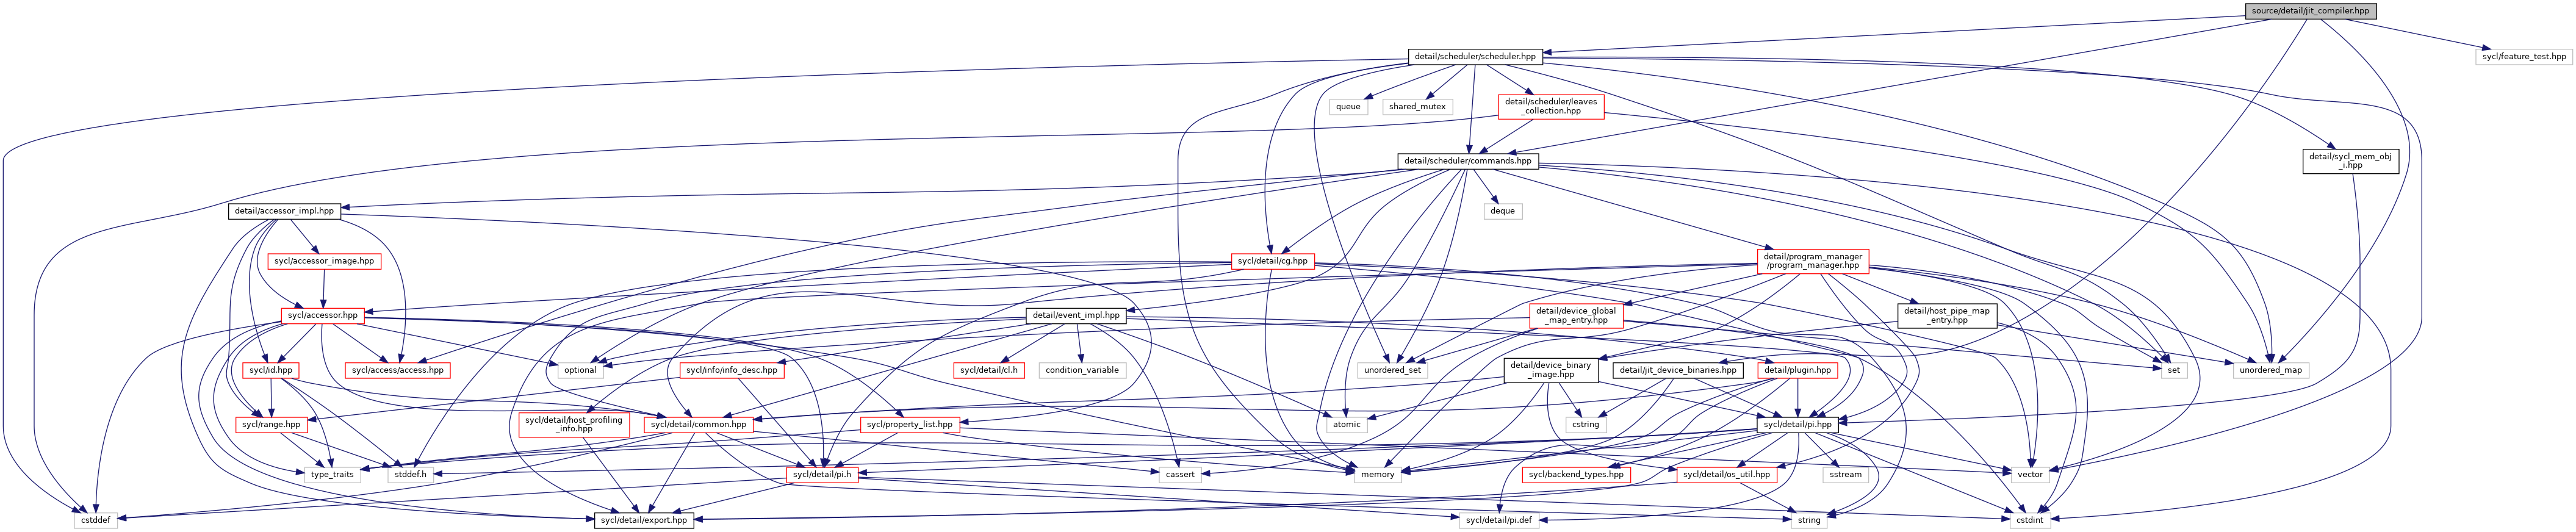 source/detail/jit_compiler.hpp
detail/scheduler/scheduler.hpp
sycl/feature_test.hpp
queue
shared_mutex
detail/scheduler/leaves
_collection.hpp
detail/scheduler/commands.hpp
detail/sycl_mem_obj
_i.hpp
detail/accessor_impl.hpp
deque
sycl/accessor_image.hpp
sycl/detail/cg.hpp
detail/program_manager
/program_manager.hpp
sycl/accessor.hpp
detail/event_impl.hpp
detail/device_global
_map_entry.hpp
detail/host_pipe_map
_entry.hpp
sycl/id.hpp
sycl/access/access.hpp
optional
sycl/info/info_desc.hpp
sycl/detail/cl.h
condition_variable
unordered_set
detail/device_binary
_image.hpp
detail/jit_device_binaries.hpp
detail/plugin.hpp
set
unordered_map
sycl/range.hpp
sycl/detail/host_profiling
_info.hpp
sycl/detail/common.hpp
sycl/property_list.hpp
atomic
cstring
sycl/detail/pi.hpp
type_traits
stddef.h
sycl/detail/pi.h
cassert
memory
sycl/backend_types.hpp
sycl/detail/os_util.hpp
sstream
vector
cstddef
sycl/detail/export.hpp
sycl/detail/pi.def
string
cstdint